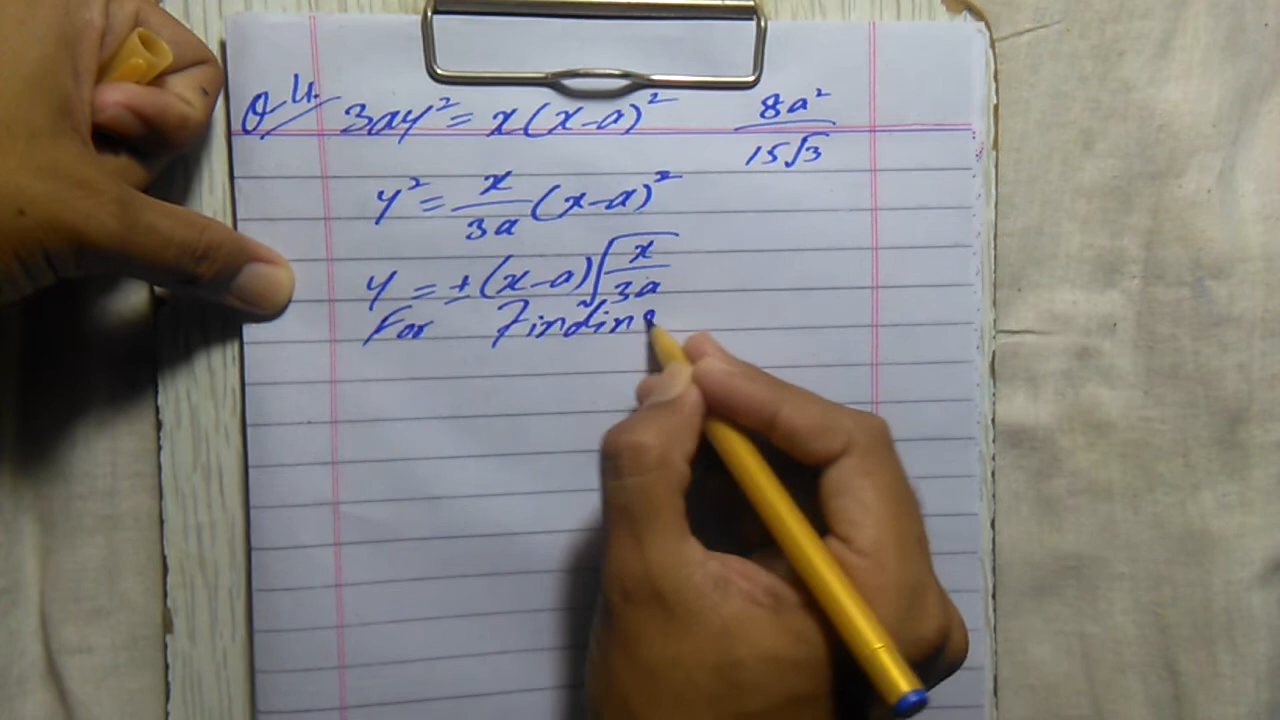 Q4. 3ay² = x(x-a)² 8a²/15√3
y² = x/3a (x-a)²
y = ±(x-a)√x/3a
For Finding